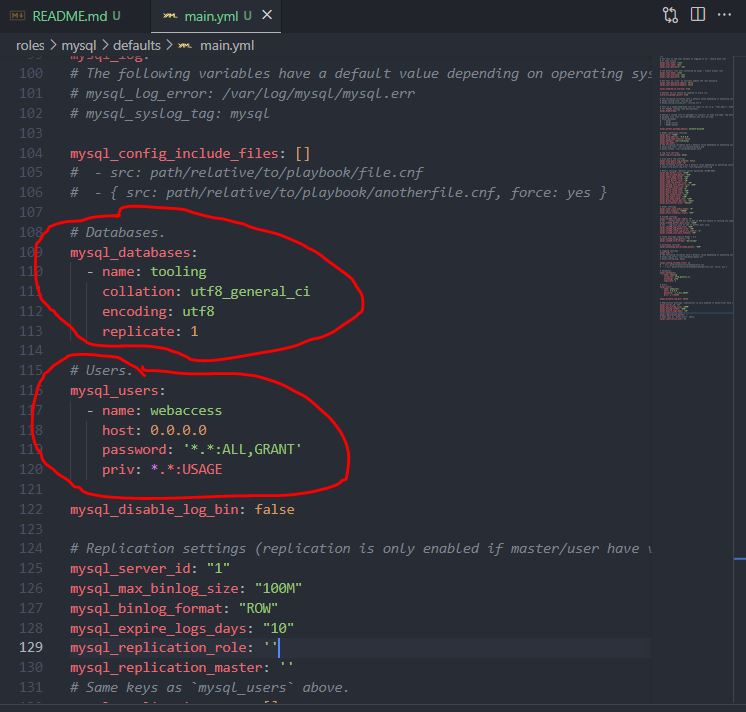 README.md U
main.yml U
roles > mysql > defaults > main.yml
mysql_log:
100 # The following variables have a default value depending on operating sys
101 # mysql_log_error: /var/log/mysql/mysql.err
102 # mysql_syslog_tag: mysql
103
104 mysql_config_include_files: []
105 #  - src: path/relative/to/playbook/file.cnf
106 #  - { src: path/relative/to/playbook/anotherfile.cnf, force: yes }
107
108 # Databases.
109 mysql_databases:
110   - name: tooling
111     collation: utf8_general_ci
112     encoding: utf8
113     replicate: 1
114
115 # Users.
116 mysql_users:
117   - name: webaccess
118     host: 0.0.0.0
119     password: '*.*:ALL,GRANT'
120     priv: *.*:USAGE
121
122 mysql_disable_log_bin: false
123
124 # Replication settings (replication is only enabled if master/user have v
125 mysql_server_id: "1"
126 mysql_max_binlog_size: "100M"
127 mysql_binlog_format: "ROW"
128 mysql_expire_logs_days: "10"
129 mysql_replication_role: ''
130 mysql_replication_master: ''
131 # Same keys as `mysql_users` above.